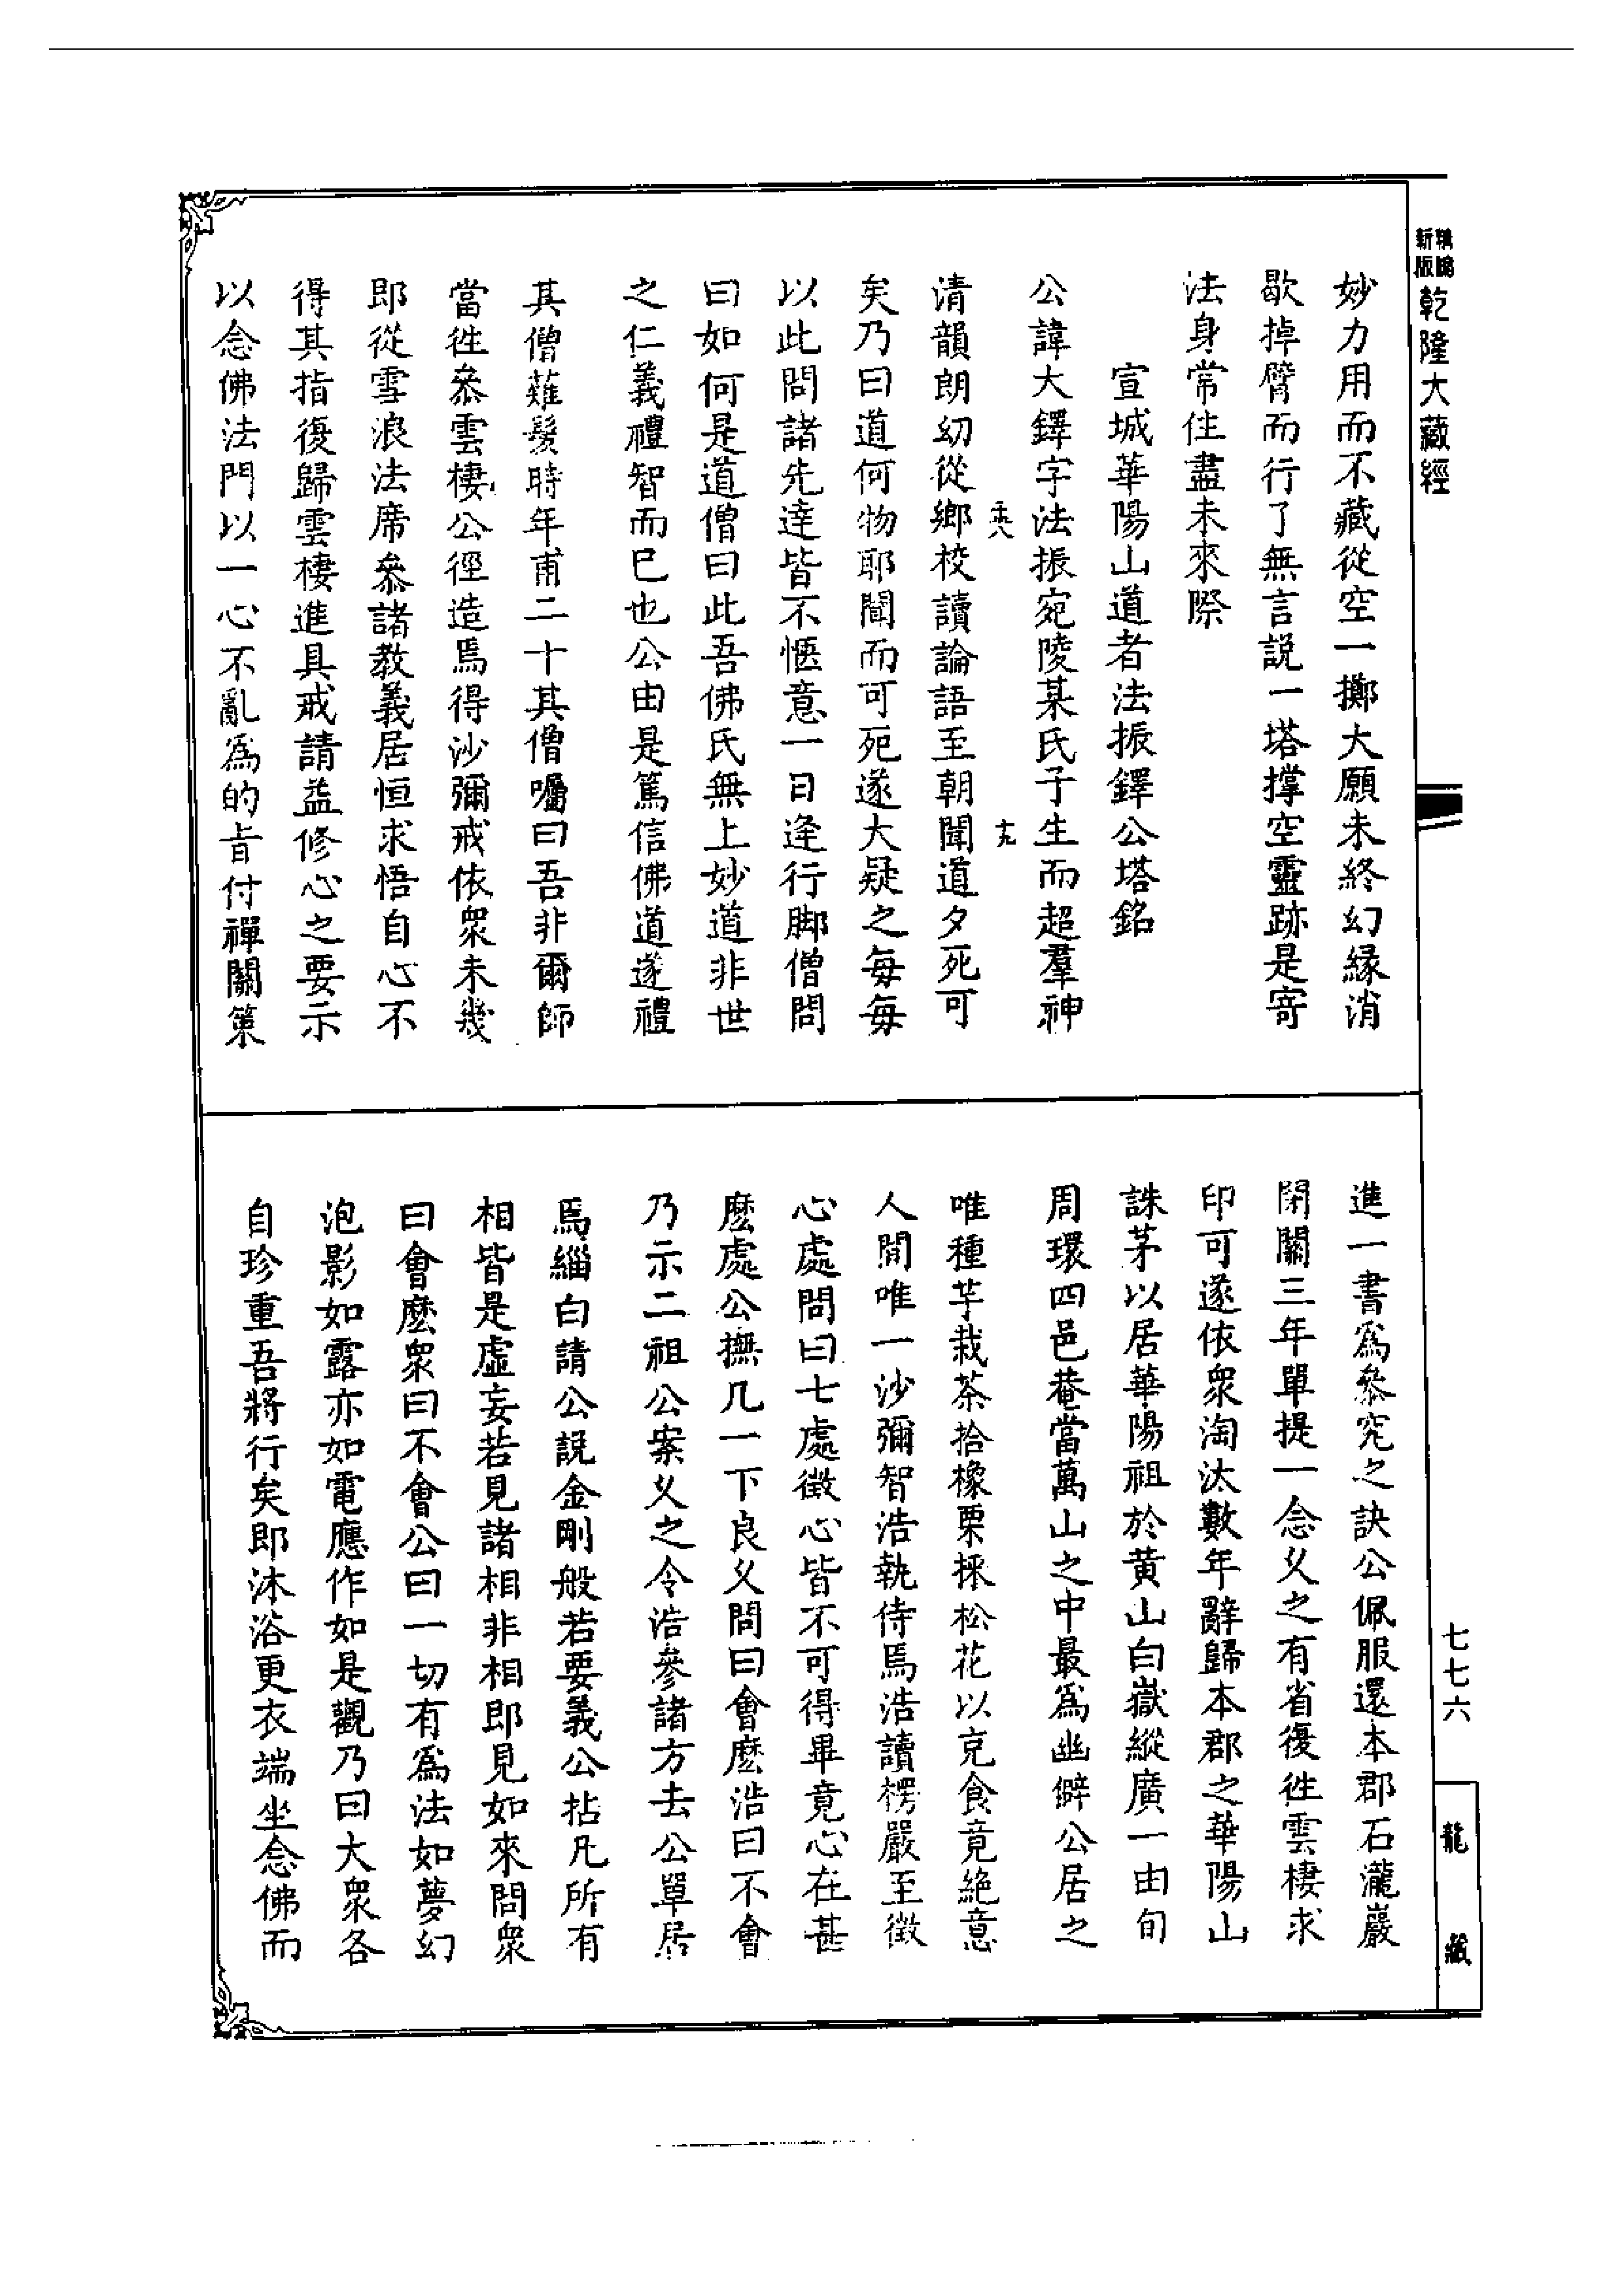 新版
精縮
乾隆大藏經
妙力用而不藏從空一擲大願未終幻緣消
歇掉臂而行了無言説一塔撑空靈跡是寄
法身常住盡未來際
宣城華陽山道者法振鐸公塔銘
公諱大鐸字法振宛陵某氏子生而超羣神
清韻朗幼從鄉校讀論語至朝聞道夕死可
矣乃曰道何物耶聞而可死遂大疑之每每
以此問諸先達皆不愜意一日逢行脚僧問
曰如何是道僧曰此吾佛氏無上妙道非世
之仁義禮智而巳也公由是篤信佛道遂禮
其僧薙髮時年甫二十其僧囑曰吾非爾師
當徃叅雲棲公徑造焉得沙彌戒依衆未幾
即從雪浪法席叅諸教義居恒求悟自心不
得其指復歸雲棲進具戒請益修心之要示
以念佛法門以一心不亂爲的㫖付禪關策
進一書爲叅究之訣公佩服還本郡石瀧巖
閉關三年單提一念乆之有省復徃雲棲求
印可遂依衆淘汰數年辭歸本郡之華陽山
誅茅以居華陽祖於黄山白嶽縱廣一由旬
周環四邑菴當萬山之中最爲幽僻公居之
唯種芋栽茶拾橡栗採松花以克食竟絶意
人間唯一沙彌智浩執侍焉浩讀楞嚴至徵
心處問曰七處徵心皆不可得畢竟心在甚
麽處公撫几一下良乆問曰會麽浩曰不會
乃示二祖公案乆之令浩參諸方去公單居
焉緇白請公説金剛般若要義公拈凡所有
相皆是虚妄若見諸相非相即見如來問衆
曰會麽衆曰不會公曰一切有爲法如夢幻
泡影如露亦如電應作如是觀乃曰大衆各
自珍重吾將行矣即沐浴更衣端坐念佛而
七七六
龍藏